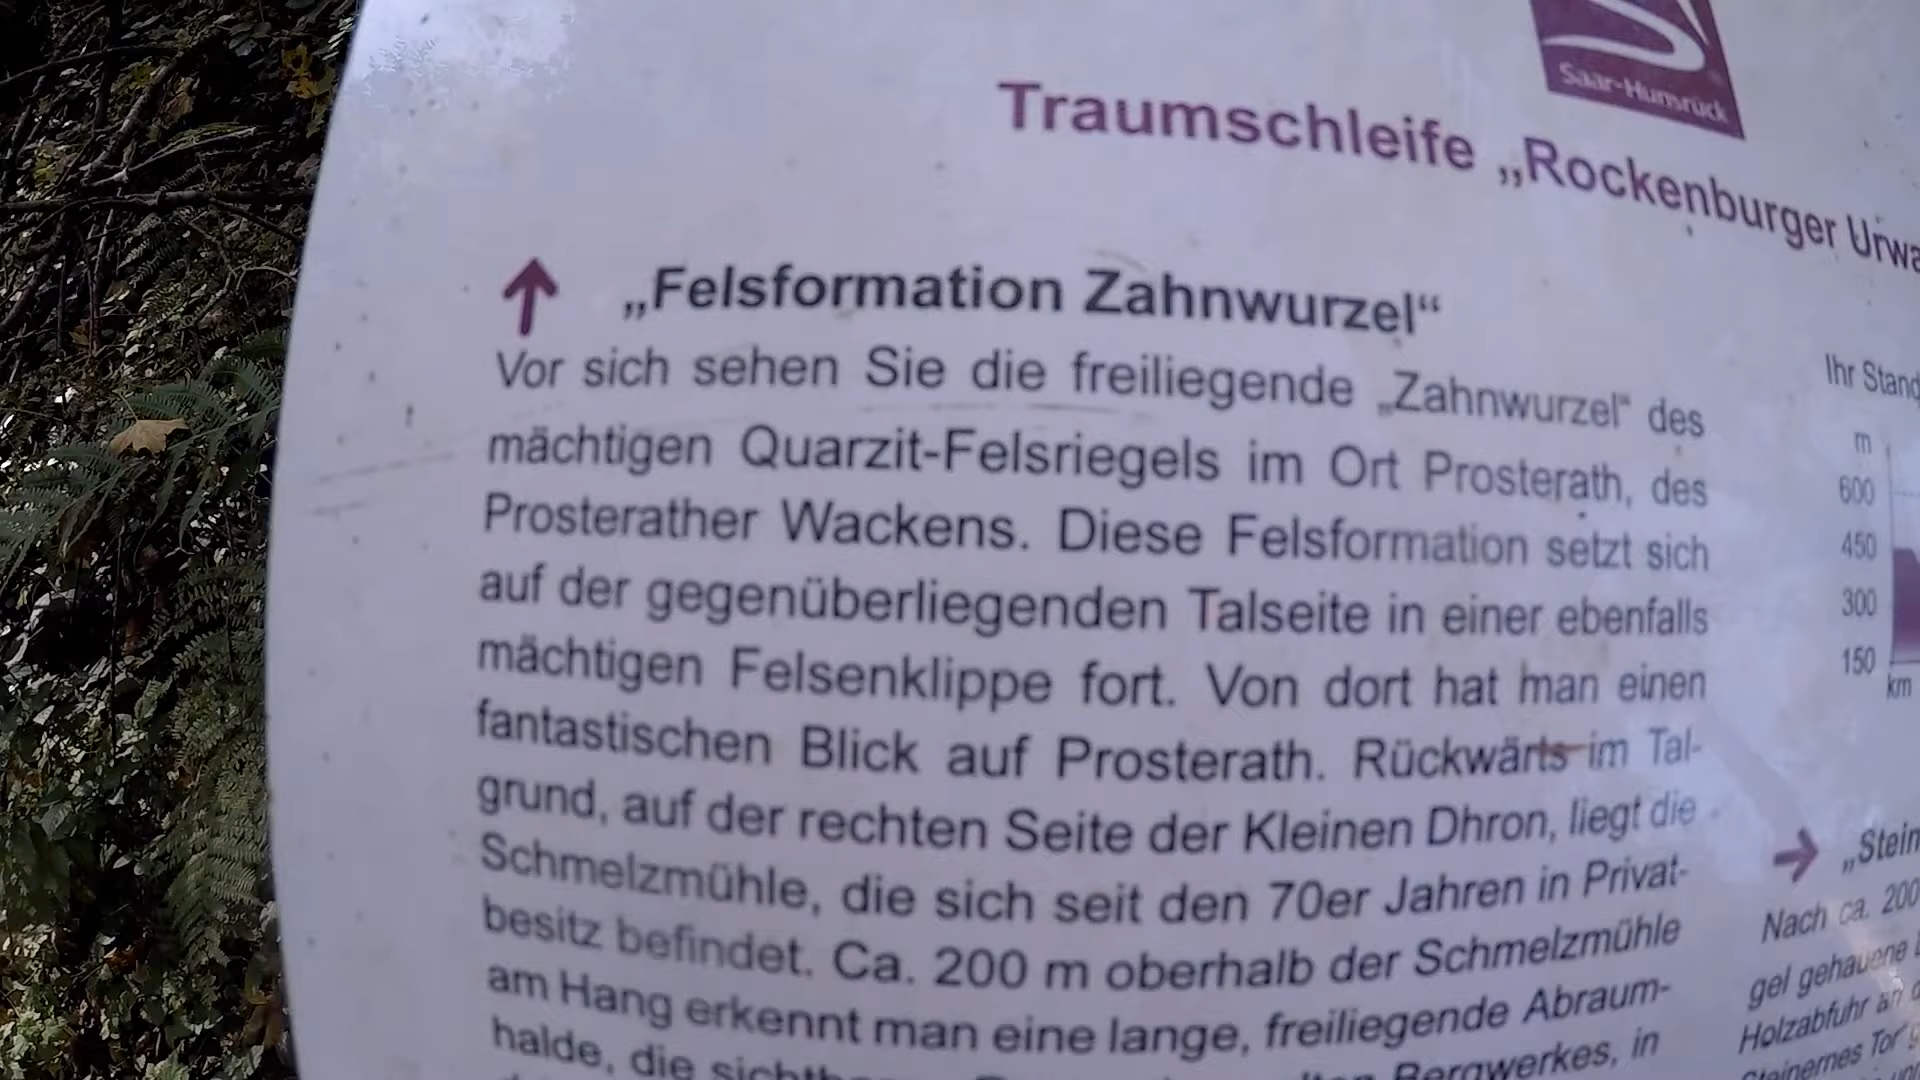 Saar-Hunsrück
Traumschleife „Rockenburger
„Felsformation Zahnwurzel“
Vor sich sehen Sie die freiliegende „Zahnwurzel“ des
mächtigen Quarzit-Felsriegels im Ort Prosterath, des
Prosterather Wackens. Diese Felsformation setzt sich
auf der gegenüberliegenden Talseite in einer ebenfalls
mächtigen Felsenklippe fort. Von dort hat man einen
fantastischen Blick auf Prosterath. Rückwärts im Tal-
grund, auf der rechten Seite der Kleinen Dhron, liegt die
Schmelzmühle, die sich seit den 70er Jahren in Privat-
besitz befindet. Ca. 200 m oberhalb der Schmelzmühle
am Hang erkennt man eine lange, freiliegende Abraum-
halde, die Bergwerkes, in
Ihr
m
600
450
300
150
km
Nach ca. 200
gel gehauene
Holzabfuhr an
Steinernes Tor